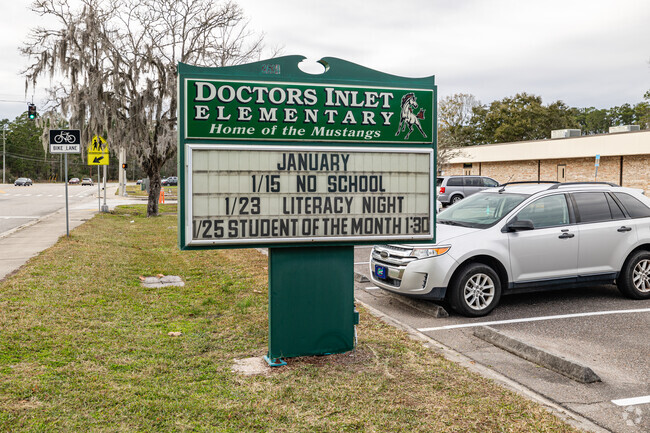 DOCTORS INLET
ELEMENTARY
Home of the Mustangs
JANUARY
1/15 NO SCHOOL
1/23 LITERACY NIGHT
1/25 STUDENT OF THE MONTH 1:30
BIKE LANE